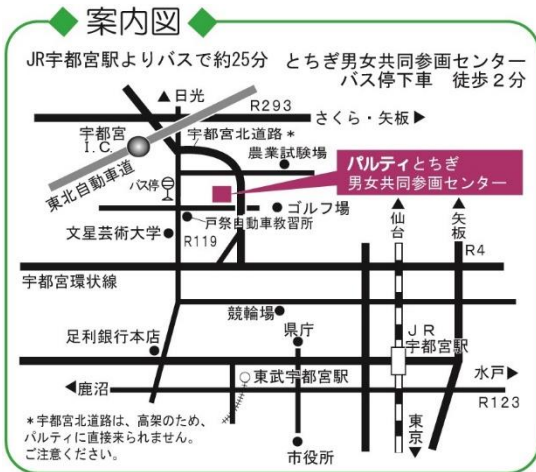 案内図
JR宇都宮駅よりバスで約25分 とちぎ男女共同参画センター
バス停下車 徒歩2分
▲日光
R293
さくら・矢板▶
宇都宮
I.C.
宇都宮北道路*
農業試験場
東北自動車道
バス停
パルティとちぎ
男女共同参画センター
ゴルフ場
戸祭自動車教習所
文星芸術大学
R119
▲仙台
▲矢板
R4
宇都宮環状線
競輪場
県庁
JR
宇都宮駅
足利銀行本店
水戸▶
東武宇都宮駅
◀鹿沼
R123
*宇都宮北道路は、高架のため、
パルティに直接来られません。
ご注意ください。
市役所
東京▼